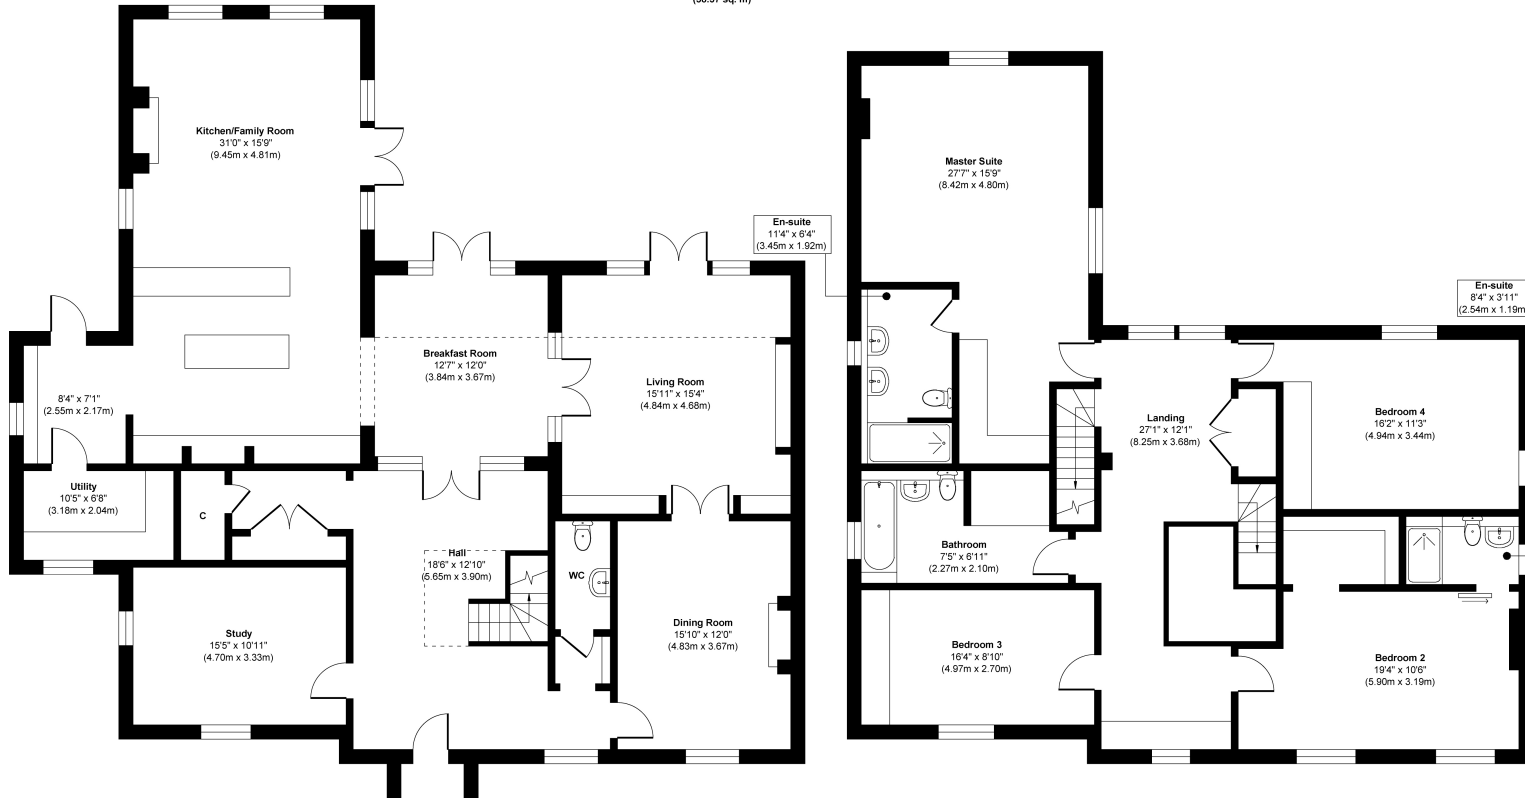 (58.57 sq. m)
Kitchen/Family Room
31'0" x 15'9"
(9.45m x 4.81m)
Breakfast Room
12'7" x 12'0"
(3.84m x 3.67m)
Living Room
15'11" x 15'4"
(4.84m x 4.68m)
8'4" x 7'1"
(2.55m x 2.17m)
Utility
10'5" x 6'8"
(3.18m x 2.04m)
C
Hall
18'6" x 12'10"
(5.65m x 3.90m)
WC
Study
15'5" x 10'11"
(4.70m x 3.33m)
Dining Room
15'10" x 12'0"
(4.83m x 3.67m)
Master Suite
27'7" x 15'9"
(8.42m x 4.80m)
En-suite
11'4" x 6'4"
(3.45m x 1.92m)
En-suite
8'4" x 3'11"
(2.54m x 1.19m
Landing
27'1" x 12'1"
(8.25m x 3.68m)
Bedroom 4
16'2" x 11'3"
(4.94m x 3.44m)
Bathroom
7'5" x 6'11"
(2.27m x 2.10m)
Bedroom 3
16'4" x 8'10"
(4.97m x 2.70m)
Bedroom 2
19'4" x 10'6"
(5.90m x 3.19m)